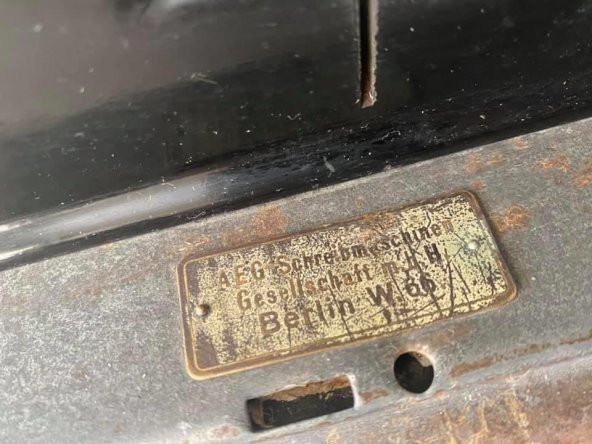 AEG Schreibmaschinen
Gesellschaft m.b.H.
Berlin W. 66